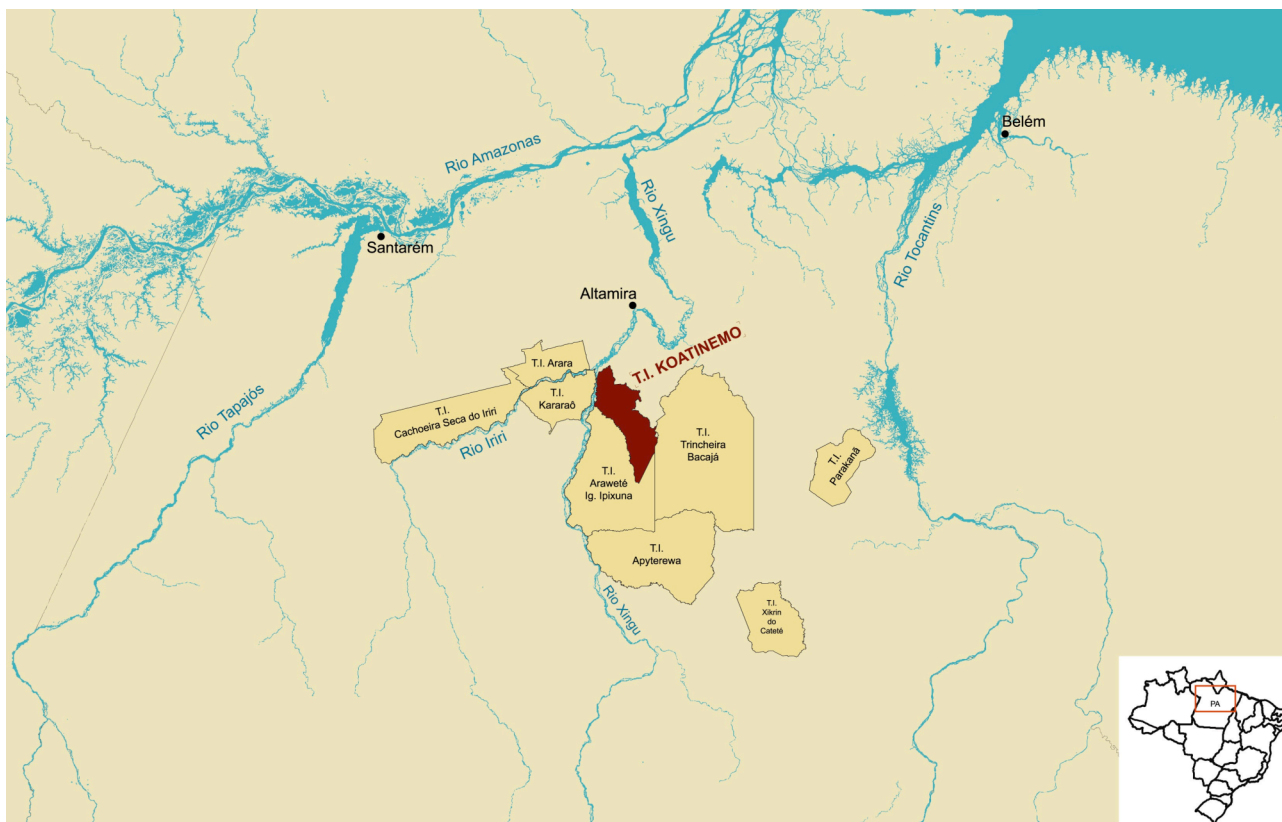 Belém
Rio Amazonas
Rio Xingu
Santarém
Rio Tocantins
Altamira
T.I. KOATINEMO
T.I. Arara
T.I.
Kararaô
T.I.
Cachoeira Seca do Iriri
Rio Tapajós
Rio Iriri
T.I.
Trincheira
Bacajá
T.I.
Parakanã
T.I.
Araweté
Ig. Ipixuna
T.I.
Apyterewa
Rio Xingu
T.I.
Xikrin
do
Cateté
PA